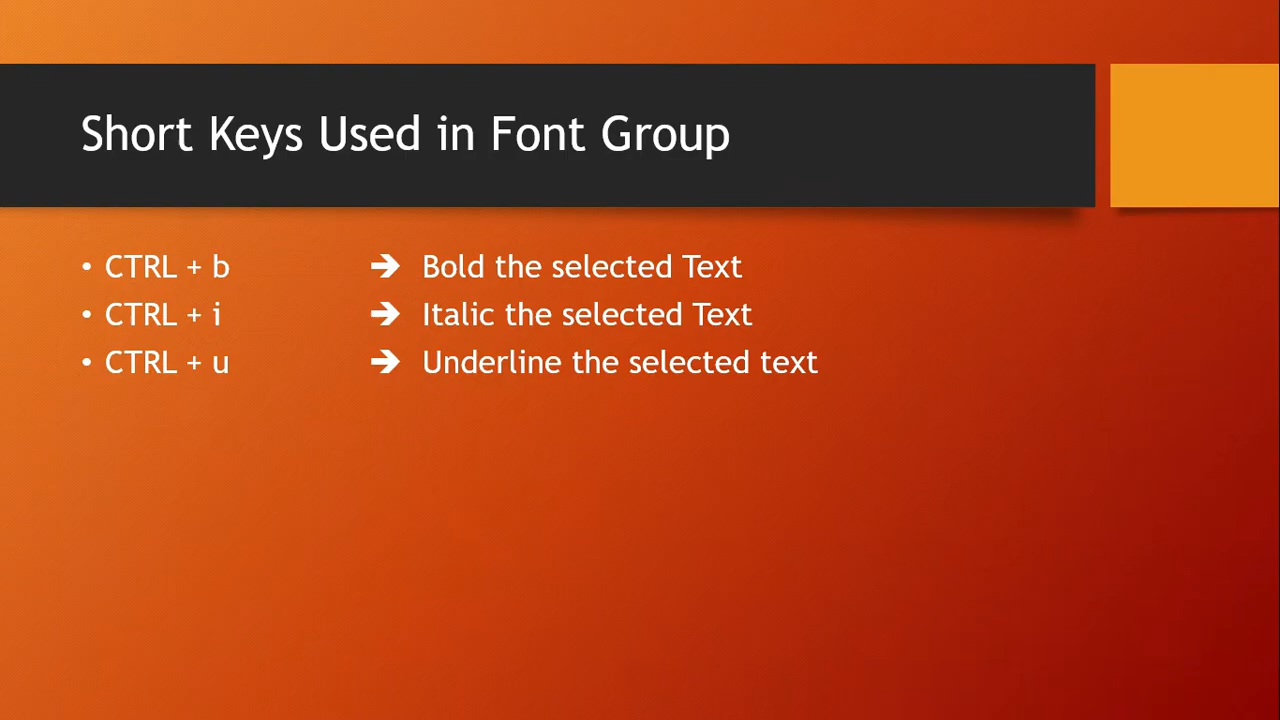 Short Keys Used in Font Group
• CTRL + b ➔ Bold the selected Text
• CTRL + i ➔ Italic the selected Text
• CTRL + u ➔ Underline the selected text